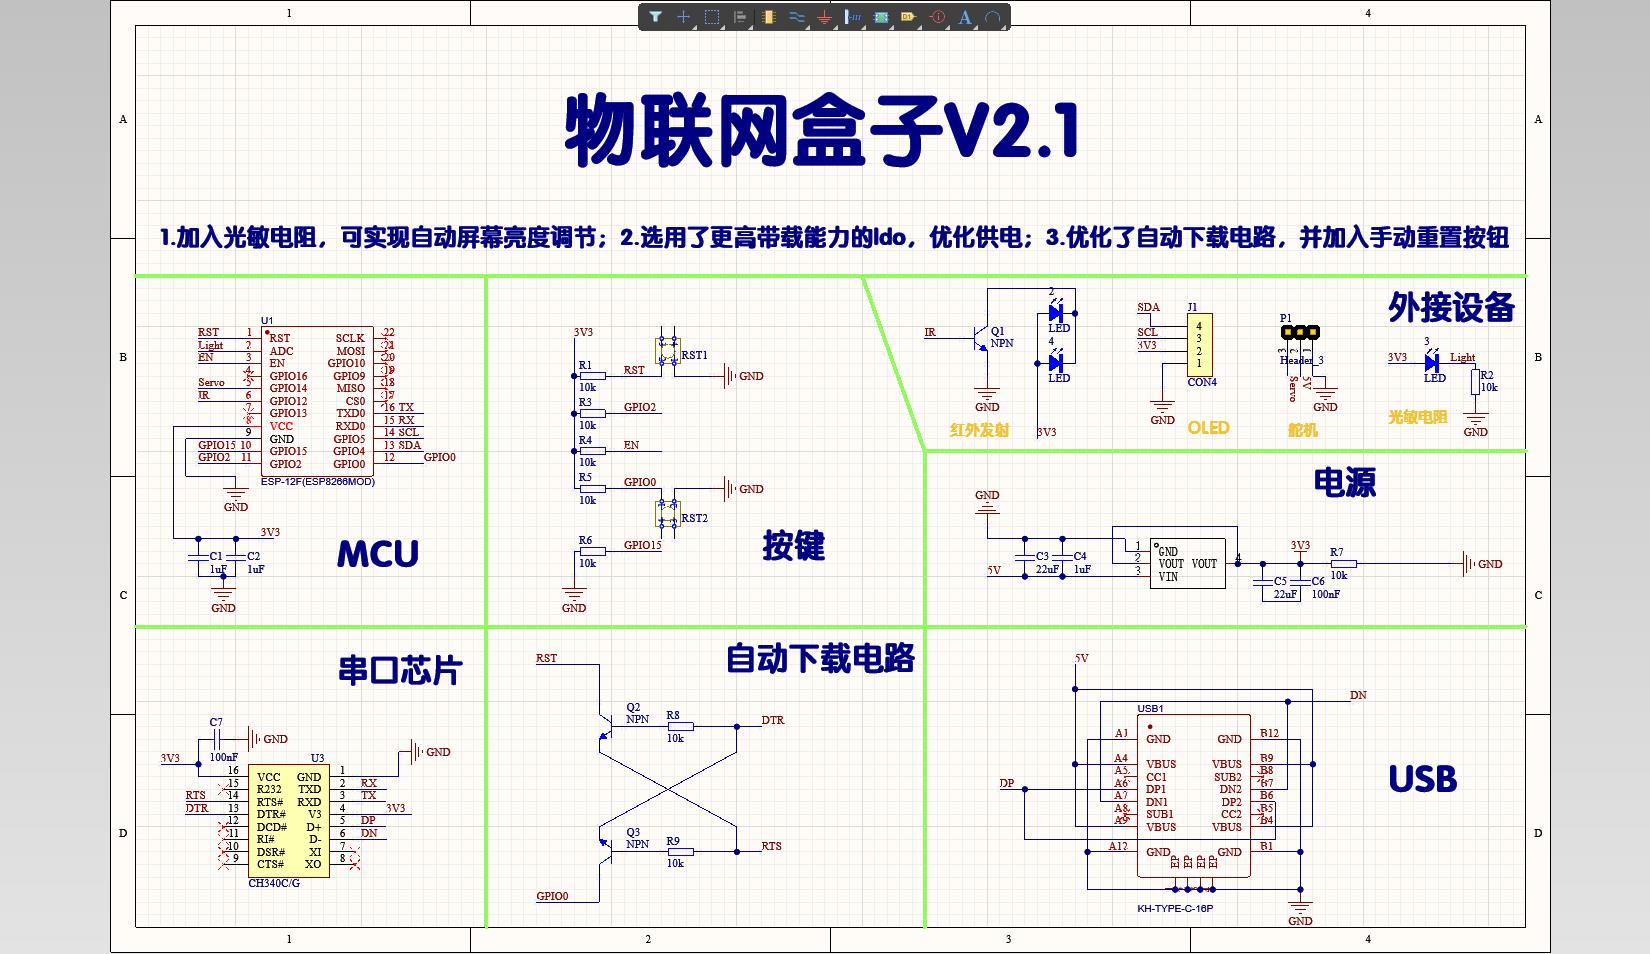 1
4
A
A
物联网盒子V2.1
1.加入光敏电阻，可实现自动屏幕亮度调节；2.选用了更高带载能力的ldo，优化供电；3.优化了自动下载电路，并加入手动重置按钮
B
B
U1
RST 1 RST SCLK 22
Light 2 ADC MOSI 21
EN 3 EN GPIO10 20
4 GPIO16 GPIO9 19
Servo 5 GPIO14 MISO 18
IR 6 GPIO12 CS0 17
7 GPIO13 TXD0 16 TX
8 VCC RXD0 15 RX
9 GND GPIO5 14 SCL
GPIO15 10 GPIO15 GPIO4 13 SDA
GPIO2 11 GPIO2 GPIO0 12 GPIO0
ESP-12F(ESP8266MOD)
GND
3V3
C1 C2
1uF 1uF
GND
MCU
3V3
RST1
R1 RST
10k
GND
R3 GPIO2
10k
R4 EN
10k
R5 GPIO0
10k
GND
RST2
R6 GPIO15
10k
GND
按键
外接设备
IR
Q1
NPN
GND
2
LED
4
LED
3V3
红外发射
SDA
SCL
3V3
J1
4
3
2
1
CON4
GND
OLED
P1
3 2 1
Header_3
Servo
5V
GND
舵机
3V3
3
LED
Light
R2
10k
GND
光敏电阻
电源
GND
C3 C4
22uF 1uF
5V
1 GND
2 VOUT VOUT 4
3 VIN
3V3
R7
10k
GND
C5 C6
22uF 100nF
C
C
串口芯片
C7
100nF
GND
3V3
U3
GND
16 VCC GND 1
15 R232 TXD 2 RX
RTS 14 RTS# RXD 3 TX
DTR 13 DTR# V3 4 3V3
12 DCD# D+ 5 DP
11 RI# D- 6 DN
10 DSR# XI 7
9 CTS# XO 8
CH340C/G
自动下载电路
RST
Q2
NPN
R8
10k
DTR
Q3
NPN
R9
10k
RTS
GPIO0
5V
DN
DP
USB1
A1 GND GND B12
A4 VBUS VBUS B9
A5 CC1 SUB2 B8
A6 DP1 DN2 B7
A7 DN1 DP2 B6
A8 SUB1 CC2 B5
A9 VBUS VBUS B4
A12 GND GND B1
EP EP EP EP
KH-TYPE-C-16P
GND
USB
D
D
1
2
3
4